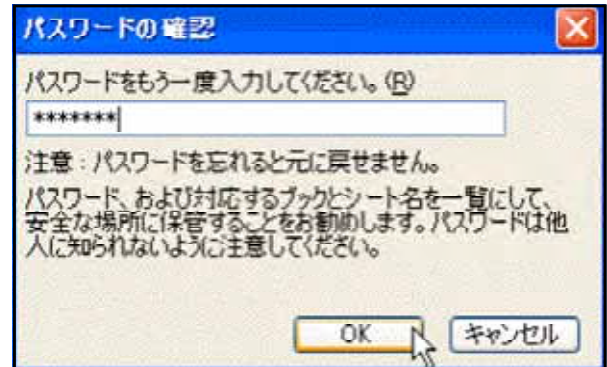 パスワードの確認
パスワードをもう一度入力してください。(R)
*******
注意：パスワードを忘れると元に戻せません。
パスワード、および対応するブックとシート名を一覧にして、
安全な場所に保管することをお勧めします。パスワードは他
人に知られないように注意してください。
OK キャンセル